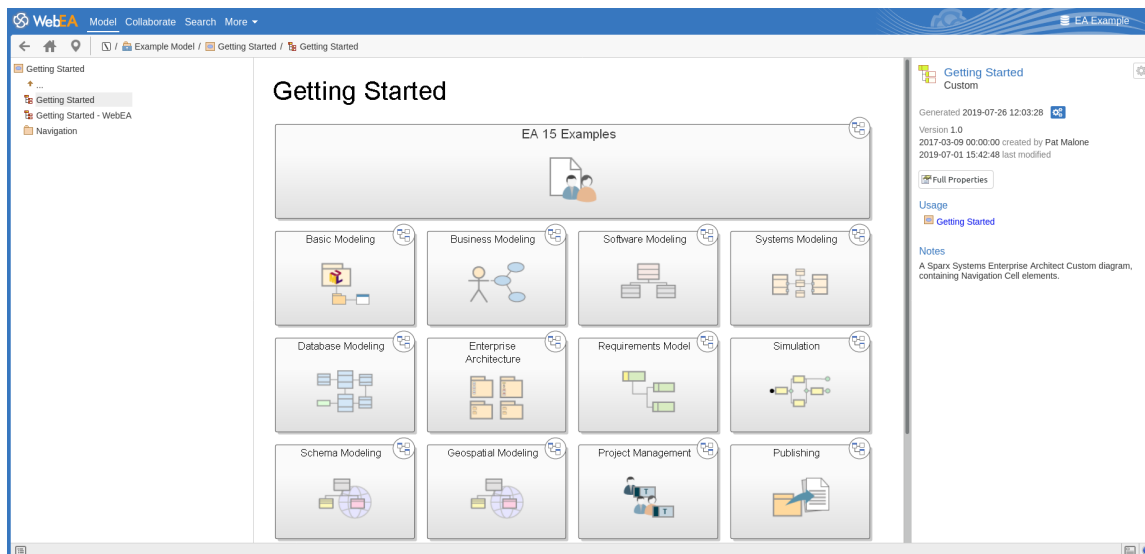 WebEA Model Collaborate Search More
EA Example
/ Example Model / Getting Started / Getting Started
Getting Started
...
Getting Started
Getting Started - WebEA
Navigation
Getting Started
EA 15 Examples
Basic Modeling
Business Modeling
Software Modeling
Systems Modeling
Database Modeling
Enterprise
Architecture
Requirements Model
Simulation
Schema Modeling
Geospatial Modeling
Project Management
Publishing
Getting Started
Custom
Generated 2019-07-26 12:03:28
Version 1.0
2017-03-09 00:00:00 created by Pat Malone
2019-07-01 15:42:48 last modified
Full Properties
Usage
Getting Started
Notes
A Sparx Systems Enterprise Architect Custom diagram,
containing Navigation Cell elements.